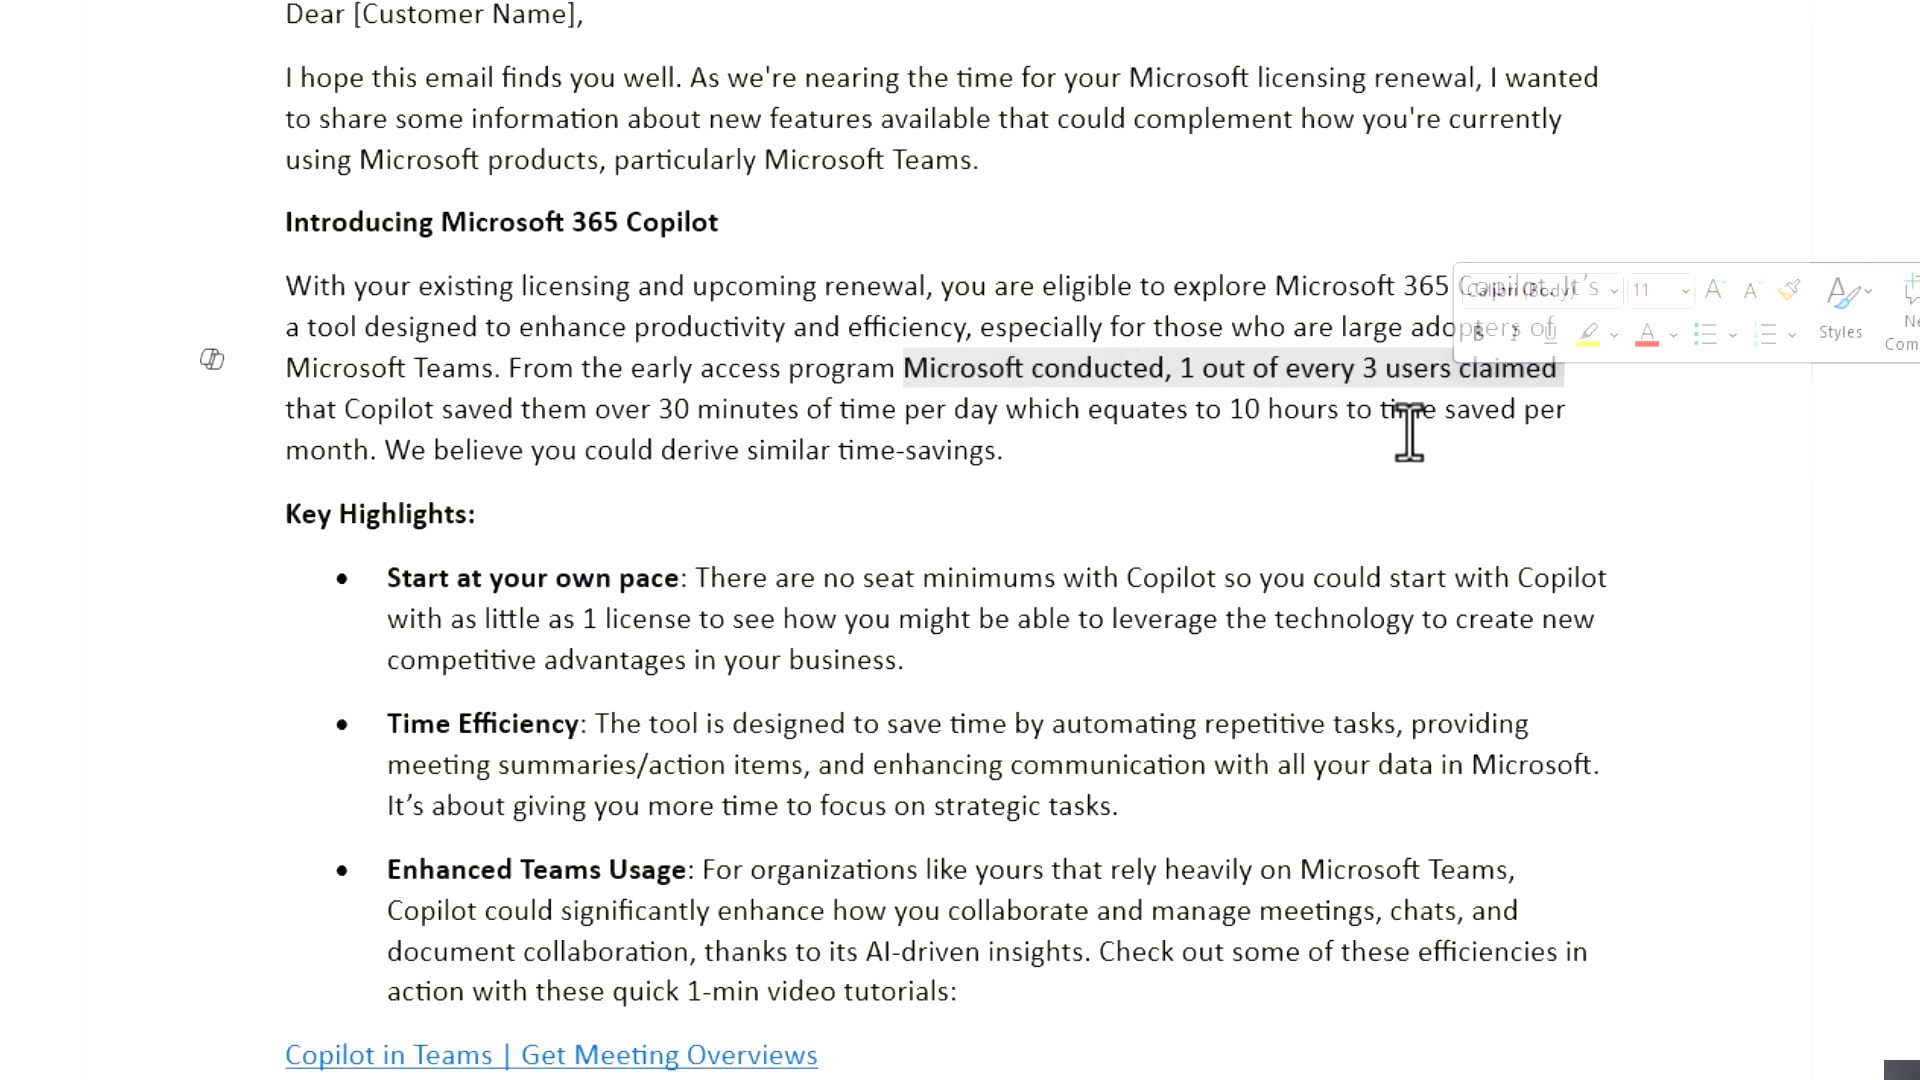 Dear [Customer Name],
I hope this email finds you well. As we're nearing the time for your Microsoft licensing renewal, I wanted
to share some information about new features available that could complement how you're currently
using Microsoft products, particularly Microsoft Teams.
Introducing Microsoft 365 Copilot
With your existing licensing and upcoming renewal, you are eligible to explore Microsoft 365 Copilot. It’s
a tool designed to enhance productivity and efficiency, especially for those who are large adopters of
Microsoft Teams. From the early access program Microsoft conducted, 1 out of every 3 users claimed
that Copilot saved them over 30 minutes of time per day which equates to 10 hours to time saved per
month. We believe you could derive similar time-savings.
Calibri (Body) 11
Styles
Key Highlights:
• Start at your own pace: There are no seat minimums with Copilot so you could start with Copilot
with as little as 1 license to see how you might be able to leverage the technology to create new
competitive advantages in your business.
• Time Efficiency: The tool is designed to save time by automating repetitive tasks, providing
meeting summaries/action items, and enhancing communication with all your data in Microsoft.
It’s about giving you more time to focus on strategic tasks.
• Enhanced Teams Usage: For organizations like yours that rely heavily on Microsoft Teams,
Copilot could significantly enhance how you collaborate and manage meetings, chats, and
document collaboration, thanks to its AI-driven insights. Check out some of these efficiencies in
action with these quick 1-min video tutorials:
Copilot in Teams | Get Meeting Overviews